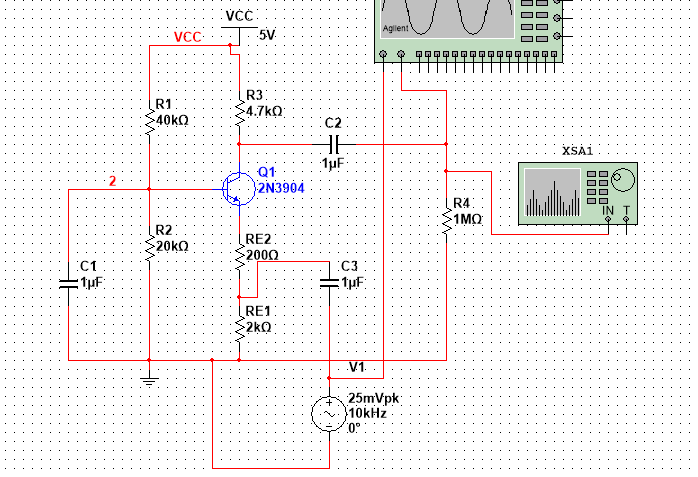 VCC
VCC
5V
Agilent
R1
40kΩ
R3
4.7kΩ
C2
1µF
XSA1
IN T
2
Q1
2N3904
R4
1MΩ
R2
20kΩ
RE2
200Ω
C1
1µF
C3
1µF
RE1
2kΩ
V1
25mVpk
10kHz
0°